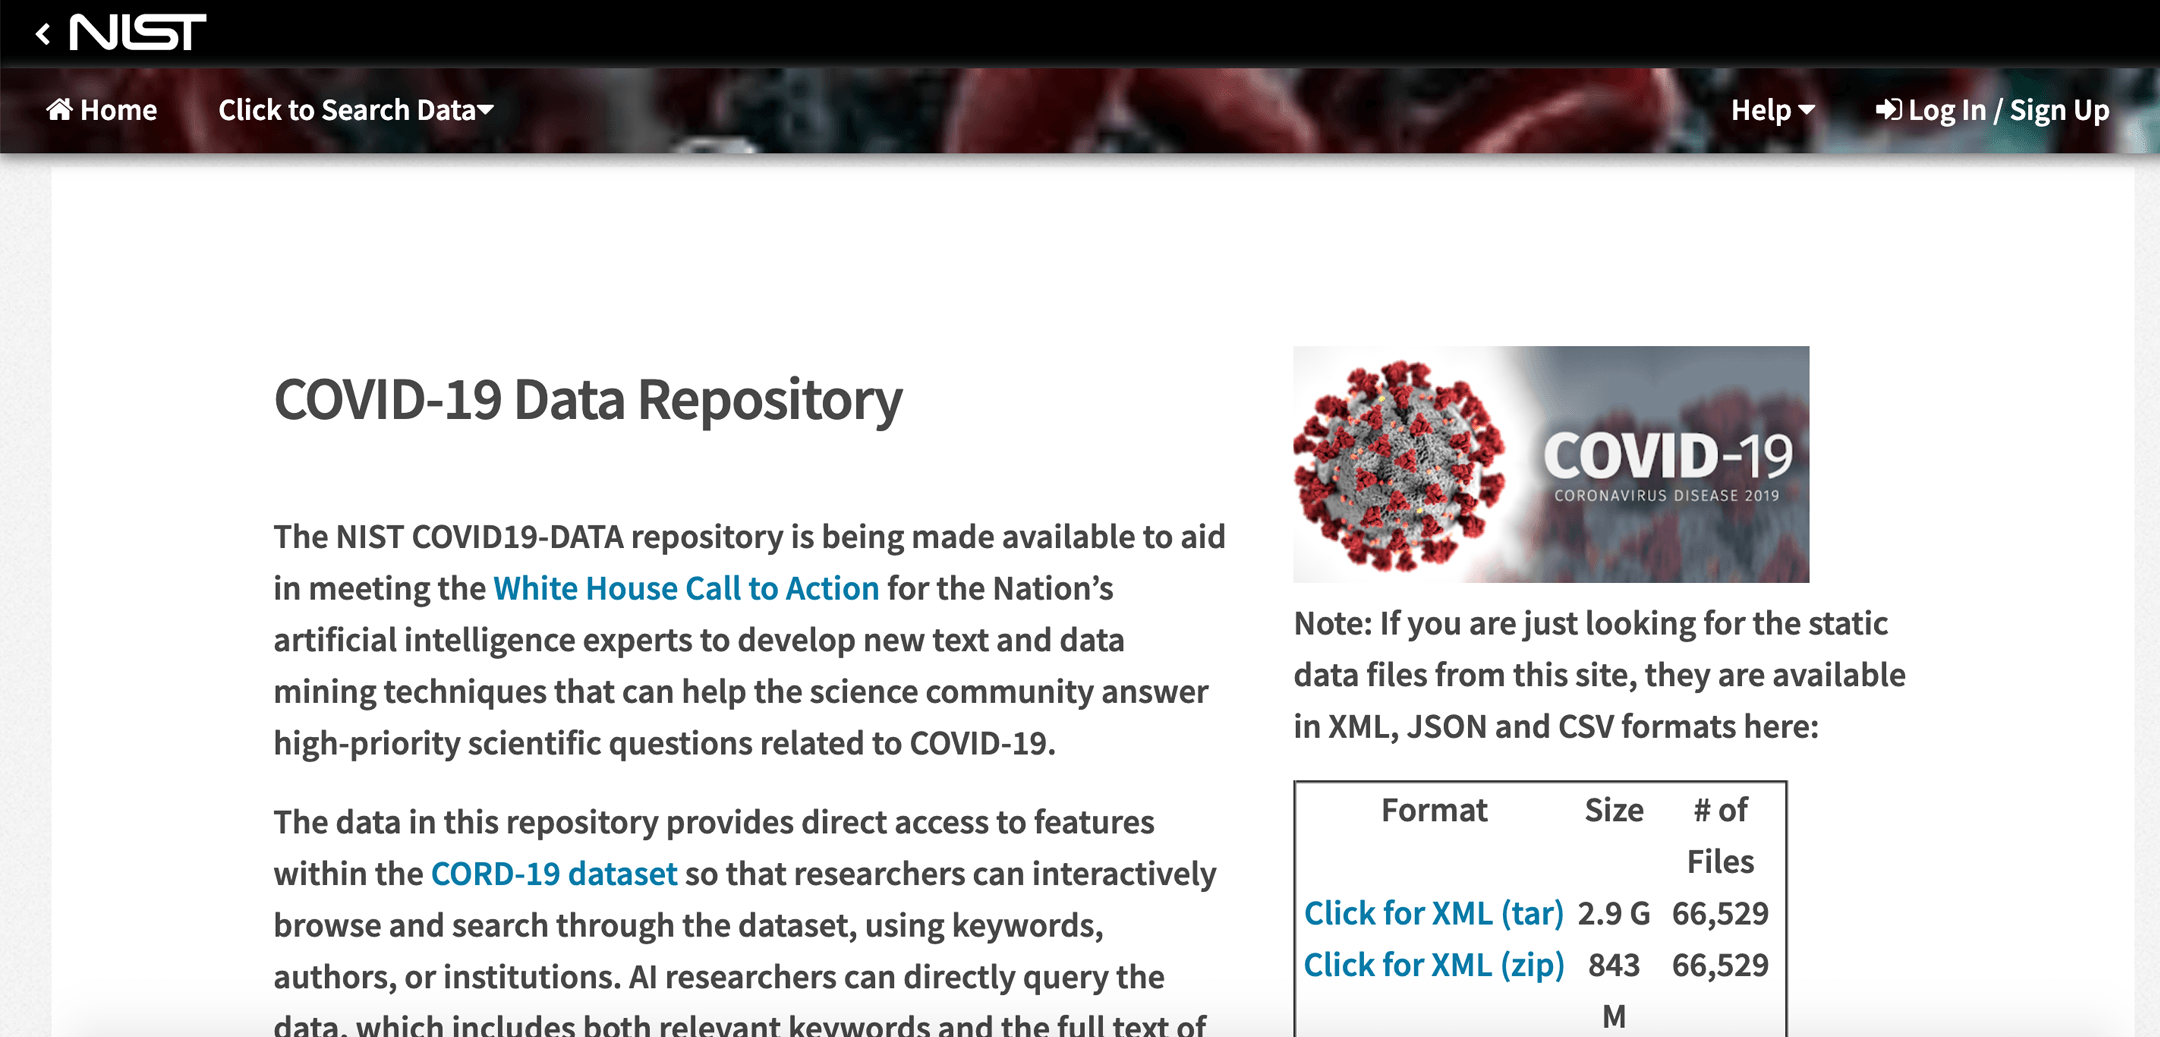 NIST
Home
Click to Search Data
Help
Log In / Sign Up
COVID-19 Data Repository
The NIST COVID19-DATA repository is being made available to aid
in meeting the White House Call to Action for the Nation’s
artificial intelligence experts to develop new text and data
mining techniques that can help the science community answer
high-priority scientific questions related to COVID-19.
The data in this repository provides direct access to features
within the CORD-19 dataset so that researchers can interactively
browse and search through the dataset, using keywords,
authors, or institutions. AI researchers can directly query the
data, which includes both relevant keywords and the full text of
COVID-19
CORONAVIRUS DISEASE 2019
Note: If you are just looking for the static
data files from this site, they are available
in XML, JSON and CSV formats here:
Format Size # of
Files
Click for XML (tar) 2.9 G 66,529
Click for XML (zip) 843 66,529
M